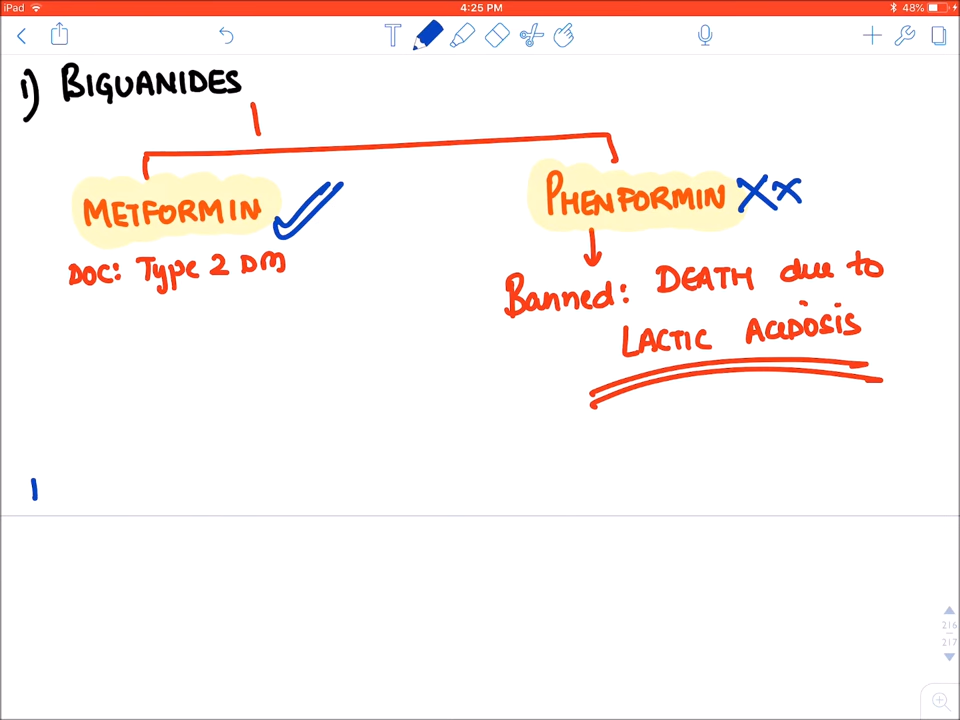 iPad 4:25 PM 48%
T
i) BIGUANIDES
METFORMIN
PHENFORMIN XX
DOC: Type 2 DM
Banned: DEATH due to
LACTIC ACIDOSIS
216
217